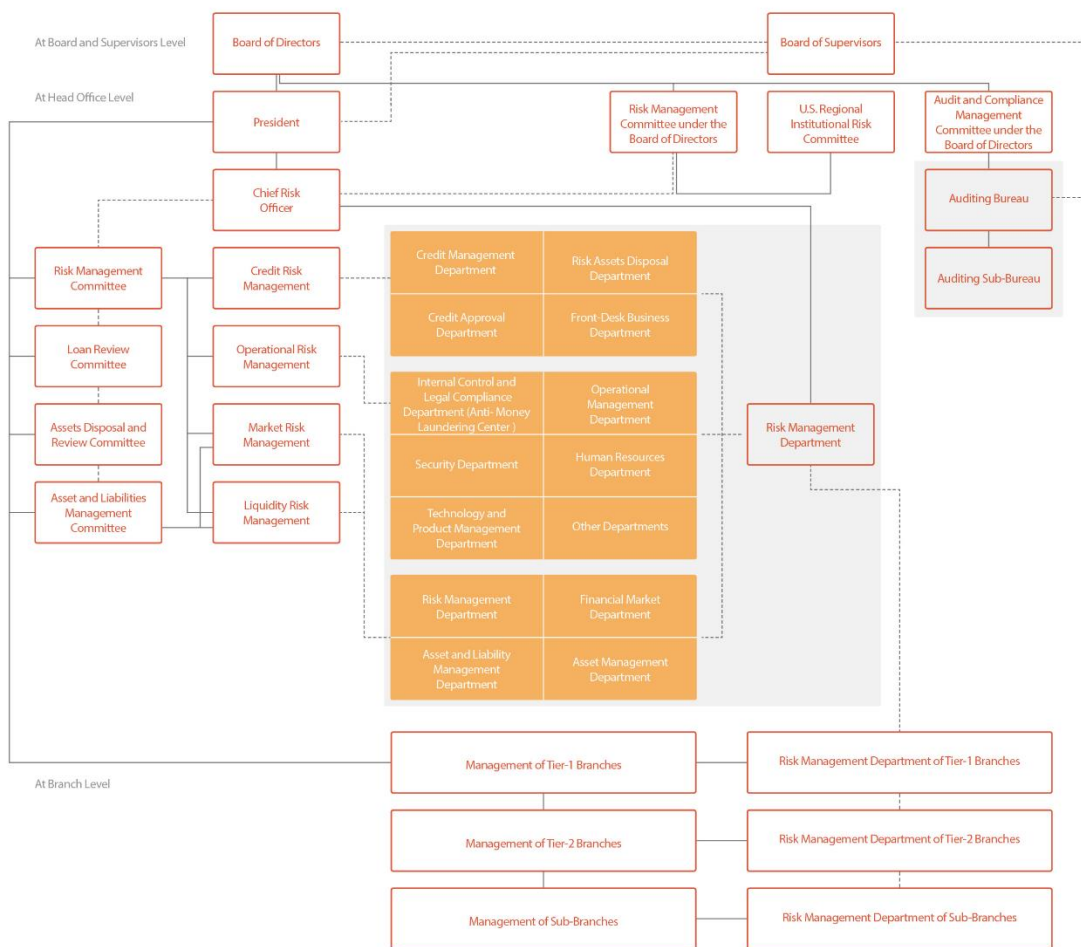 At Board and Supervisors Level
Board of Directors
Board of Supervisors
At Head Office Level
President
Risk Management
Committee under the
Board of Directors
U.S. Regional
Institutional Risk
Committee
Audit and Compliance
Management
Committee under the
Board of Directors
Chief Risk
Officer
Auditing Bureau
Risk Management
Committee
Credit Risk
Management
Credit Management
Department
Risk Assets Disposal
Department
Auditing Sub-Bureau
Credit Approval
Department
Front-Desk Business
Department
Loan Review
Committee
Operational Risk
Management
Internal Control and
Legal Compliance
Department (Anti- Money
Laundering Center )
Operational
Management
Department
Assets Disposal and
Review Committee
Market Risk
Management
Risk Management
Department
Security Department
Human Resources
Department
Asset and Liabilities
Management
Committee
Liquidity Risk
Management
Technology and
Product Management
Department
Other Departments
Risk Management
Department
Financial Market
Department
Asset and Liability
Management
Department
Asset Management
Department
At Branch Level
Management of Tier-1 Branches
Risk Management Department of Tier-1 Branches
Management of Tier-2 Branches
Risk Management Department of Tier-2 Branches
Management of Sub-Branches
Risk Management Department of Sub-Branches